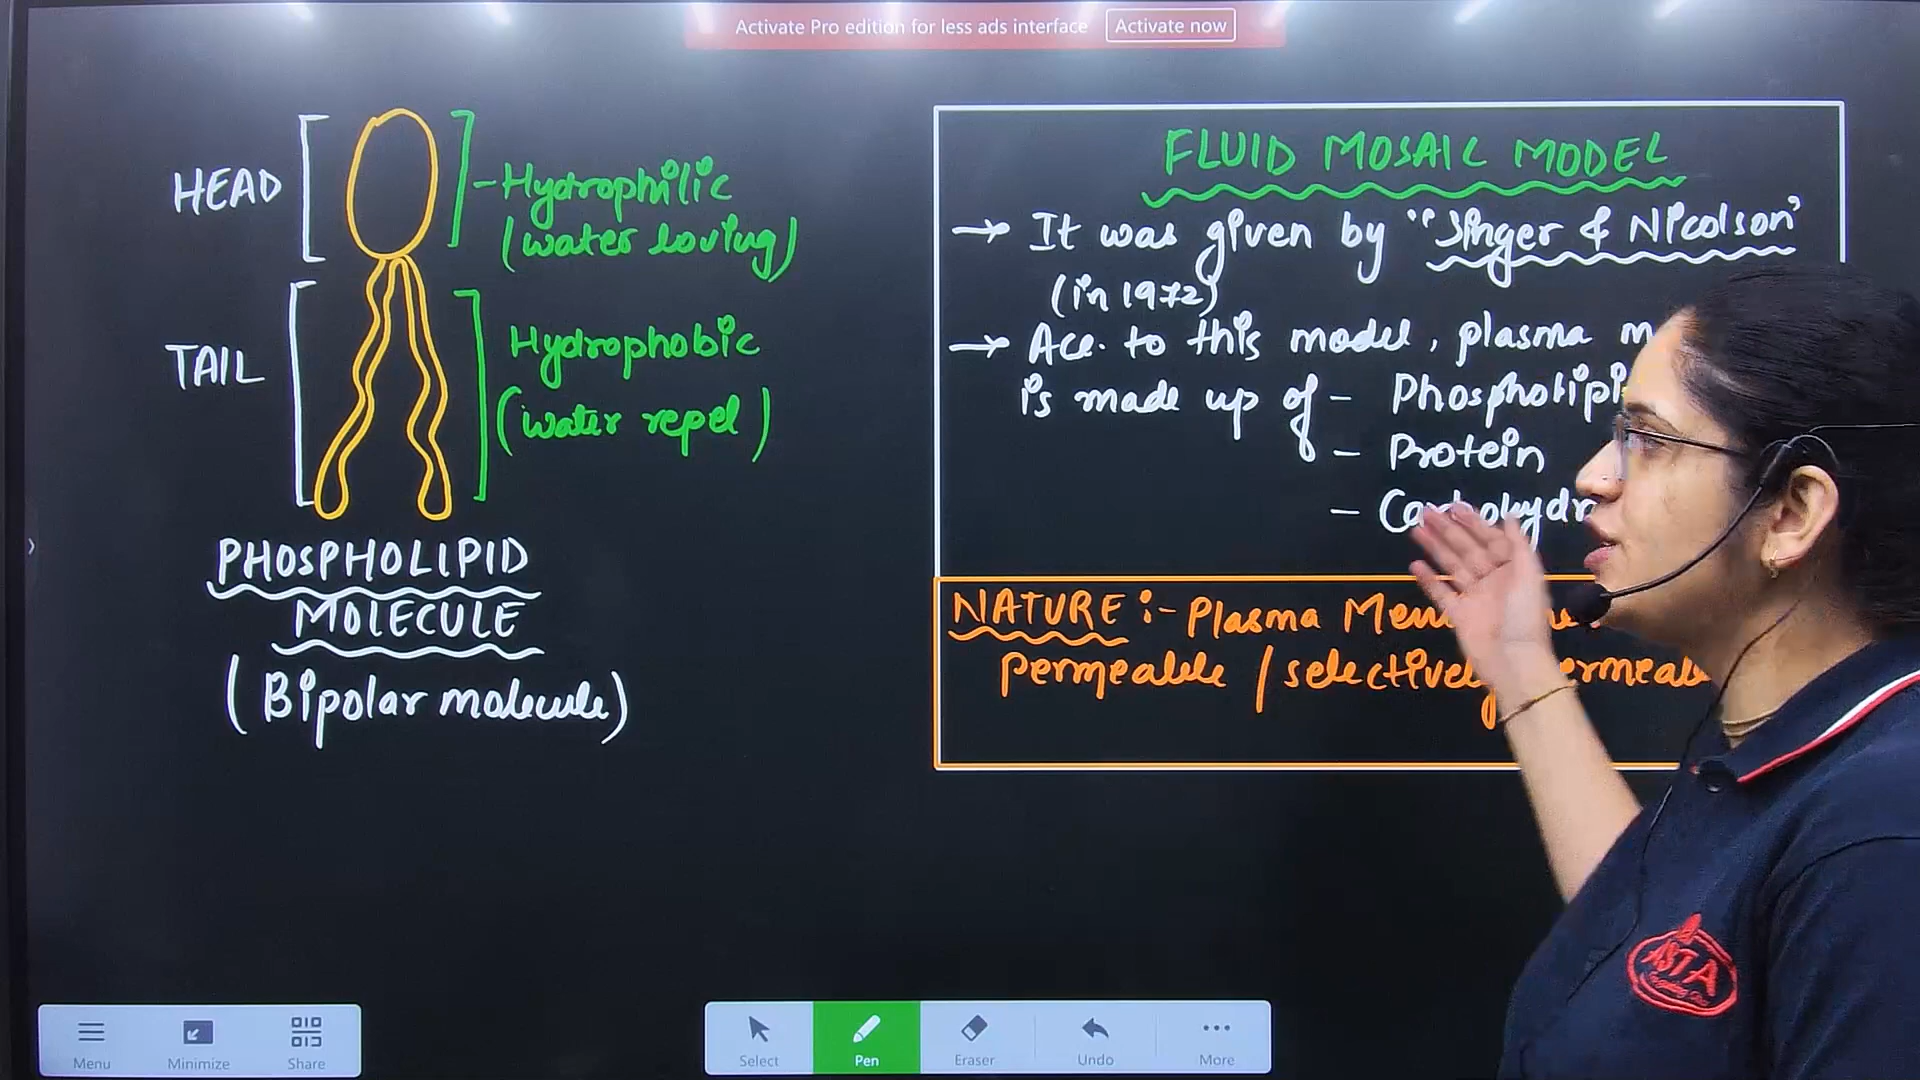 Activate Pro edition for less ads interface Activate now
HEAD
Hydrophilic
(water loving)
TAIL
Hydrophobic
(water repel)
PHOSPHOLIPID
MOLECULE
(Bipolar molecule)
FLUID MOSAIC MODEL
→ It was given by "Singer & Nicolson"
(in 1972)
→ Acc. to this model, plasma
is made up of -
- Protein
NATURE :- Plasma
permeable / selectively
ASTA
Menu
Minimize
Share
Select
Pen
Eraser
Undo
More